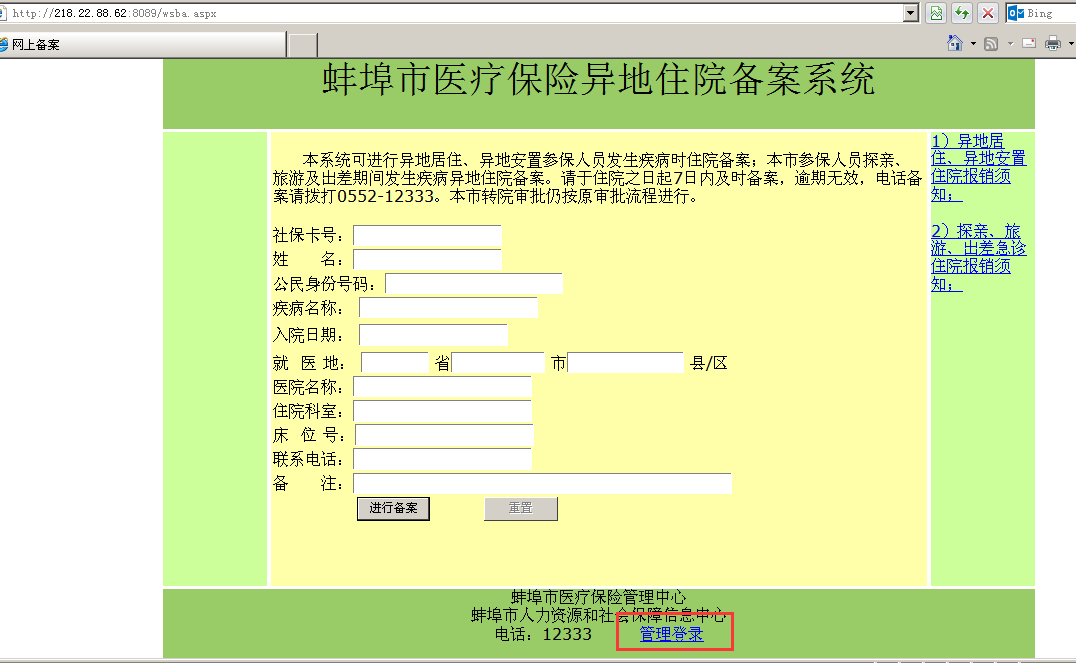 http://218.22.88.62:8089/wsba.aspx
Bing
网上备案
蚌埠市医疗保险异地住院备案系统
本系统可进行异地居住、异地安置参保人员发生疾病时住院备案；本市参保人员探亲、
旅游及出差期间发生疾病异地住院备案。请于住院之日起7日内及时备案，逾期无效，电话备
案请拨打0552-12333。本市转院审批仍按原审批流程进行。
社保卡号：
姓　　名：
公民身份号码：
疾病名称：
入院日期：
就 医 地： 省 市 县/区
医院名称：
住院科室：
床 位 号：
联系电话：
备　　注：
进行备案 重置
1）异地居
住、异地安置
住院报销须
知；
2）探亲、旅
游、出差急诊
住院报销须
知；
蚌埠市医疗保险管理中心
蚌埠市人力资源和社会保障信息中心
电话：12333 管理登录